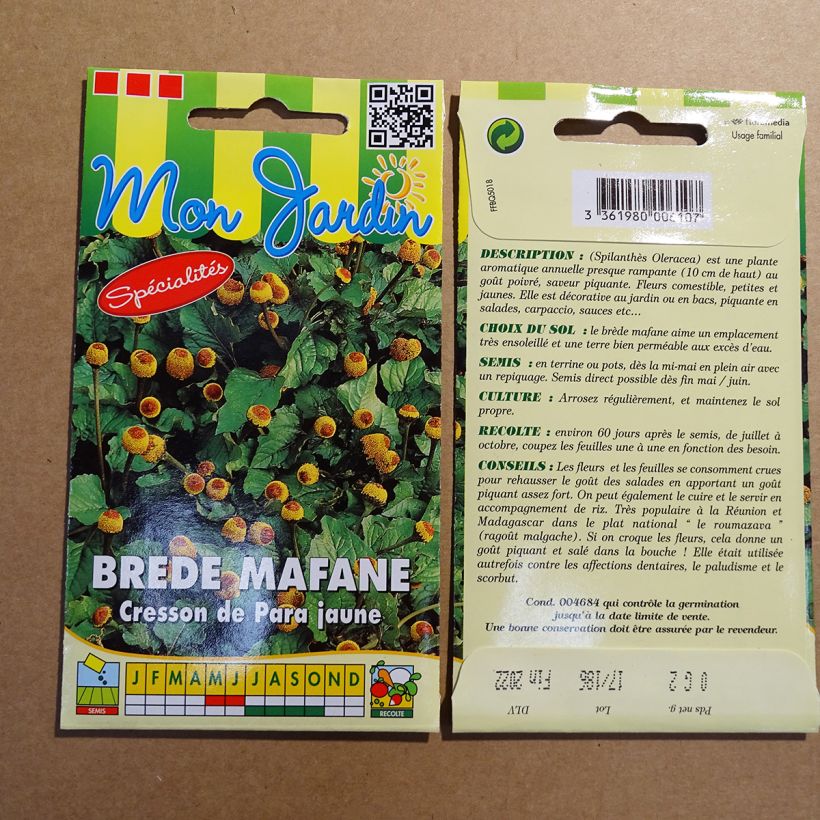 Mon Jardin
Spécialités
BREDE MAFANE
Cresson de Para jaune
J F M A M J J A S O N D
SEMIS
RECOLTE
Usage familial
FFBQ5018
3 361980 006107
DESCRIPTION : (Spilanthès Oleracea) est une plante
aromatique annuelle presque rampante (10 cm de haut) au
goût poivré, saveur piquante. Fleurs comestible, petites et
jaunes. Elle est décorative au jardin ou en bacs, piquante en
salades, carpaccio, sauces etc...
CHOIX DU SOL : le brède mafane aime un emplacement
très ensoleillé et une terre bien perméable aux excès d'eau.
SEMIS : en terrine ou pots, dès la mi-mai en plein air avec
un repiquage. Semis direct possible dès fin mai / juin.
CULTURE : Arrosez régulièrement, et maintenez le sol
propre.
RECOLTE : environ 60 jours après le semis, de juillet à
octobre, coupez les feuilles une à une en fonction des besoin.
CONSEILS : Les fleurs et les feuilles se consomment crues
pour rehausser le goût des salades en apportant un goût
piquant assez fort. On peut également le cuire et le servir en
accompagnement de riz. Très populaire à la Réunion et
Madagascar dans le plat national " le roumazava "
(ragoût malgache). Si on croque les fleurs, cela donne un
goût piquant et salé dans la bouche ! Elle était utilisée
autrefois contre les affections dentaires, le paludisme et le
scorbut.
Cond. 004684 qui contrôle la germination
jusqu'à la date limite de vente.
Une bonne conservation doit être assurée par le revendeur.
Pds net g. Lot DLV
0 G 2 17/186 Fin 2022